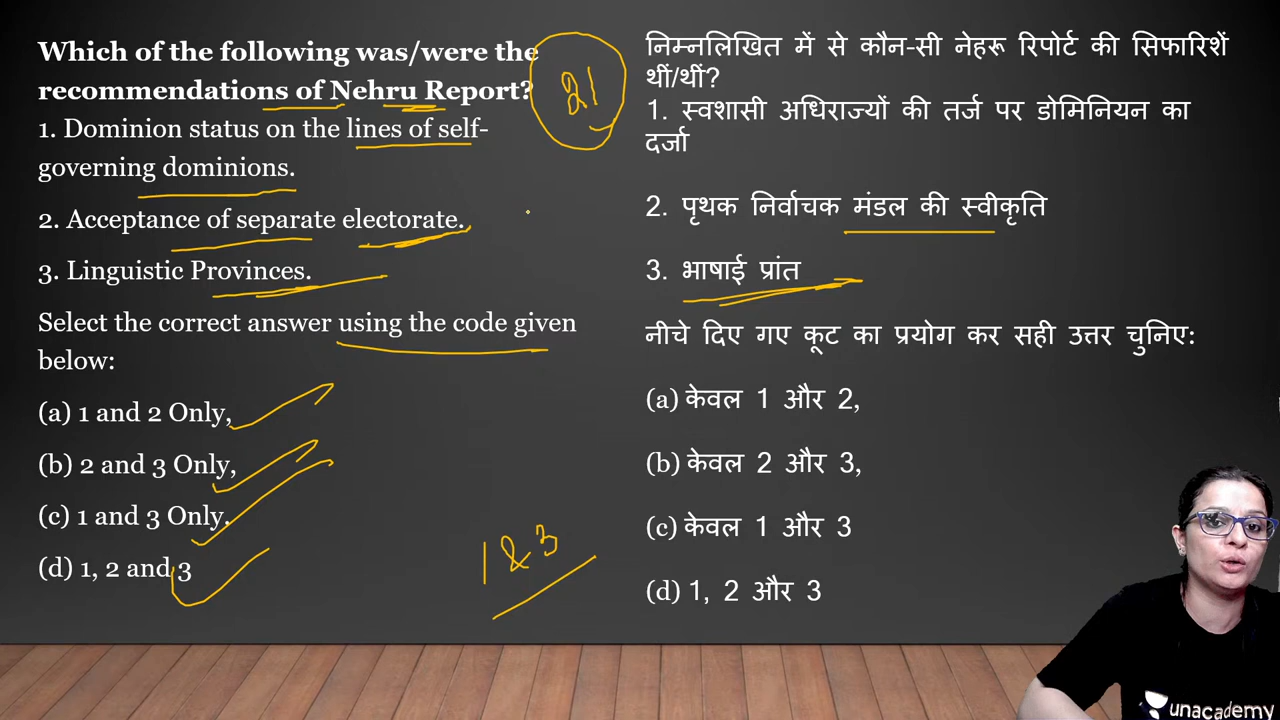 Which of the following was/were the
recommendations of Nehru Report?
1. Dominion status on the lines of self-
governing dominions.
2. Acceptance of separate electorate.
3. Linguistic Provinces.
Select the correct answer using the code given
below:
(a) 1 and 2 Only,
(b) 2 and 3 Only,
(c) 1 and 3 Only.
(d) 1, 2 and 3
21
1 & 3
निम्नलिखित में से कौन-सी नेहरू रिपोर्ट की सिफारिशें
थीं/थीं?
1. स्वशासी अधिराज्यों की तर्ज पर डोमिनियन का
दर्जा
2. पृथक निर्वाचक मंडल की स्वीकृति
3. भाषाई प्रांत
नीचे दिए गए कूट का प्रयोग कर सही उत्तर चुनिए:
(a) केवल 1 और 2,
(b) केवल 2 और 3,
(c) केवल 1 और 3
(d) 1, 2 और 3
unacademy